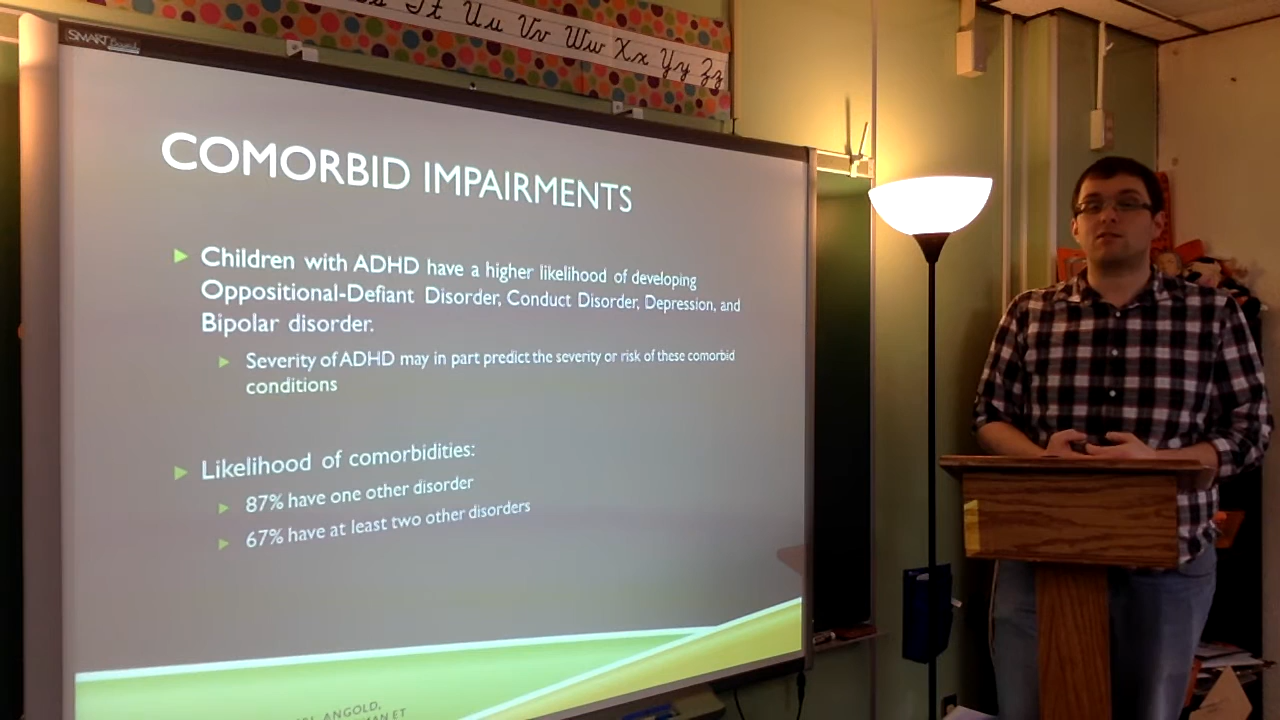 Tt Uu Vv Ww Xx Yy Zz
SMART Board
COMORBID IMPAIRMENTS
Children with ADHD have a higher likelihood of developing
Oppositional-Defiant Disorder, Conduct Disorder, Depression, and
Bipolar disorder.
Severity of ADHD may in part predict the severity or risk of these comorbid
conditions
Likelihood of comorbidities:
87% have one other disorder
67% have at least two other disorders
ANGOLD,
ET